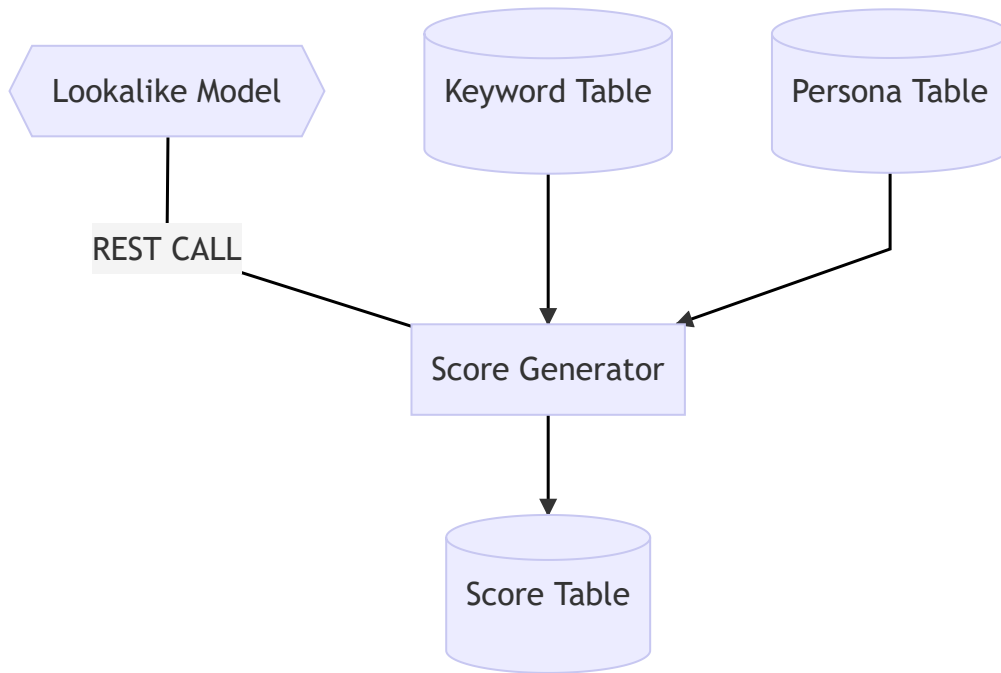 Lookalike Model
Keyword Table
Persona Table
REST CALL
Score Generator
Score Table